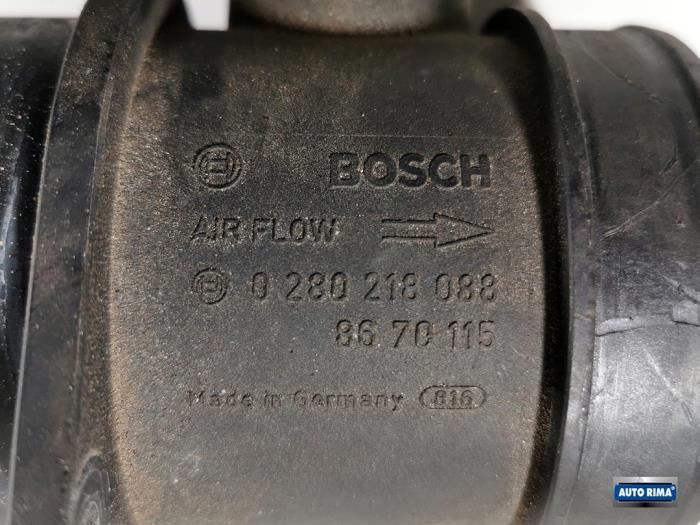 BOSCH
AIR FLOW
0 280 218 088
86 70 115
Made in Germany 816
AUTO RIMA